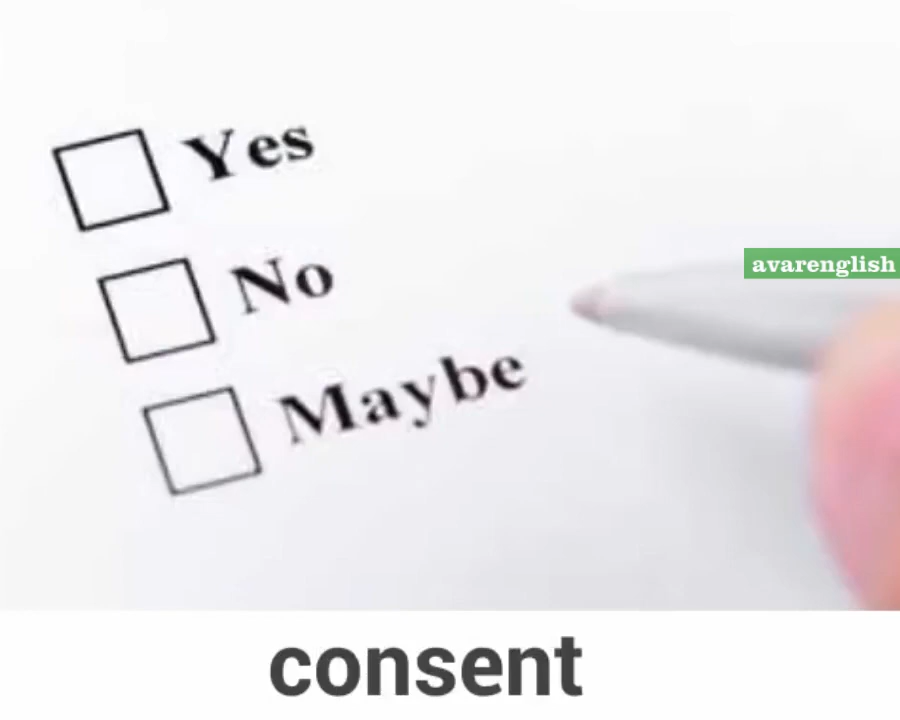 Yes
No
avarenglish
Maybe
consent